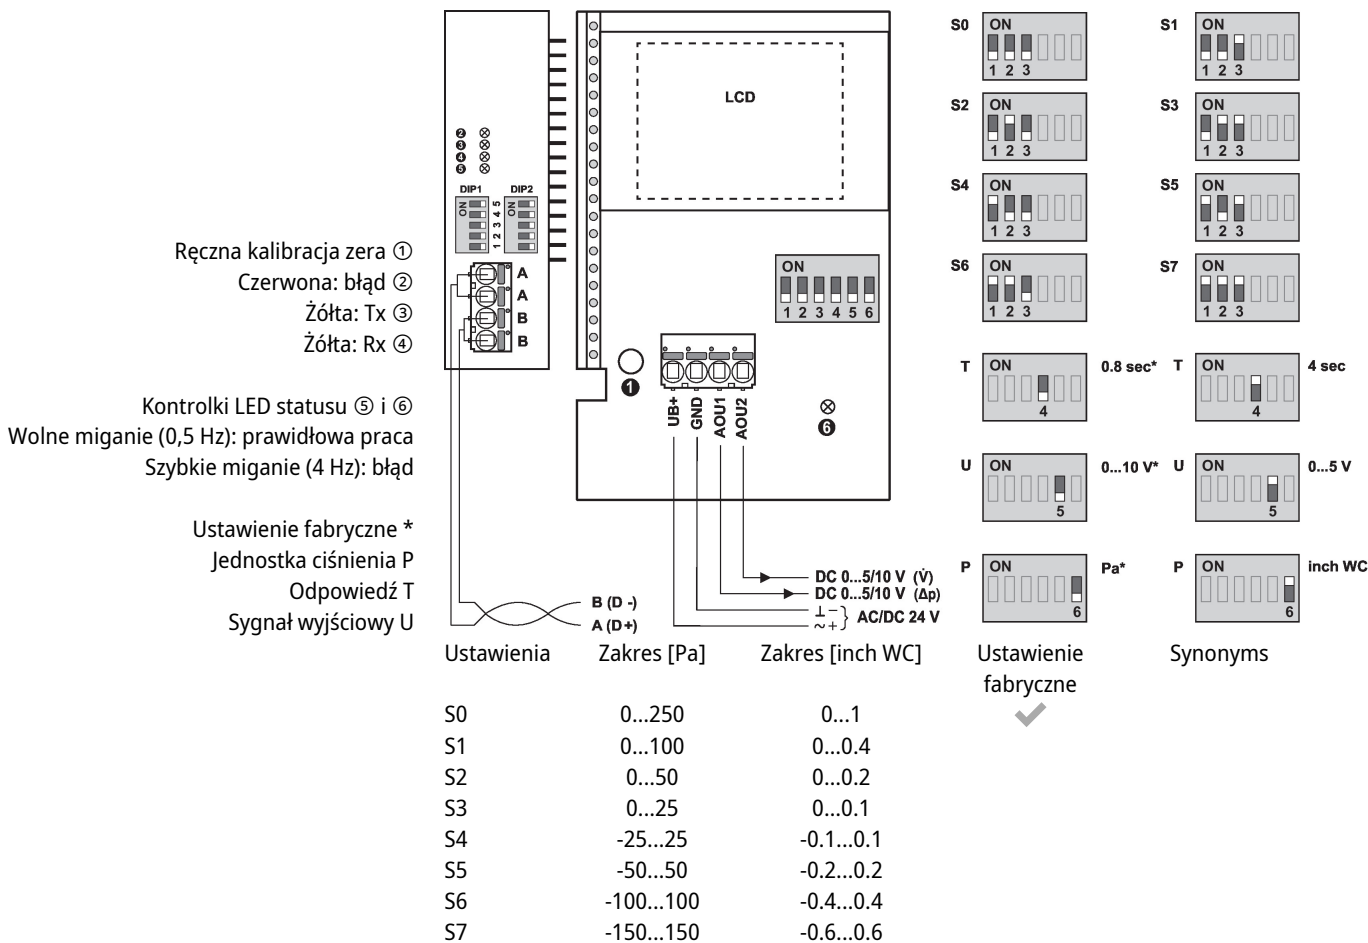 LCD
❷
❸
❹
❺
DIP1
DIP2
ON
ON
1 2 3 4 5
A
A
B
B
Ręczna kalibracja zera ①
Czerwona: błąd ②
Żółta: Tx ③
Żółta: Rx ④
Kontrolki LED statusu ⑤ i ⑥
Wolne miganie (0,5 Hz): prawidłowa praca
Szybkie miganie (4 Hz): błąd
Ustawienie fabryczne *
Jednostka ciśnienia P
Odpowiedź T
Sygnał wyjściowy U
ON
1 2 3 4 5 6
❶
UB+
GND
AOU1
AOU2
❻
DC 0...5/10 V (V̇)
DC 0...5/10 V (Δp)
⊥ −
AC/DC 24 V
~ +
B (D -)
A (D+)
S0
ON
1 2 3
S1
ON
1 2 3
S2
ON
1 2 3
S3
ON
1 2 3
S4
ON
1 2 3
S5
ON
1 2 3
S6
ON
1 2 3
S7
ON
1 2 3
T
ON
4
0.8 sec*
T
ON
4
4 sec
U
ON
5
0...10 V*
U
ON
5
0...5 V
P
ON
6
Pa*
P
ON
6
inch WC
Ustawienia Zakres [Pa] Zakres [inch WC] Ustawienie fabryczne Synonyms
S0 0...250 0...1
S1 0...100 0...0.4
S2 0...50 0...0.2
S3 0...25 0...0.1
S4 -25...25 -0.1...0.1
S5 -50...50 -0.2...0.2
S6 -100...100 -0.4...0.4
S7 -150...150 -0.6...0.6